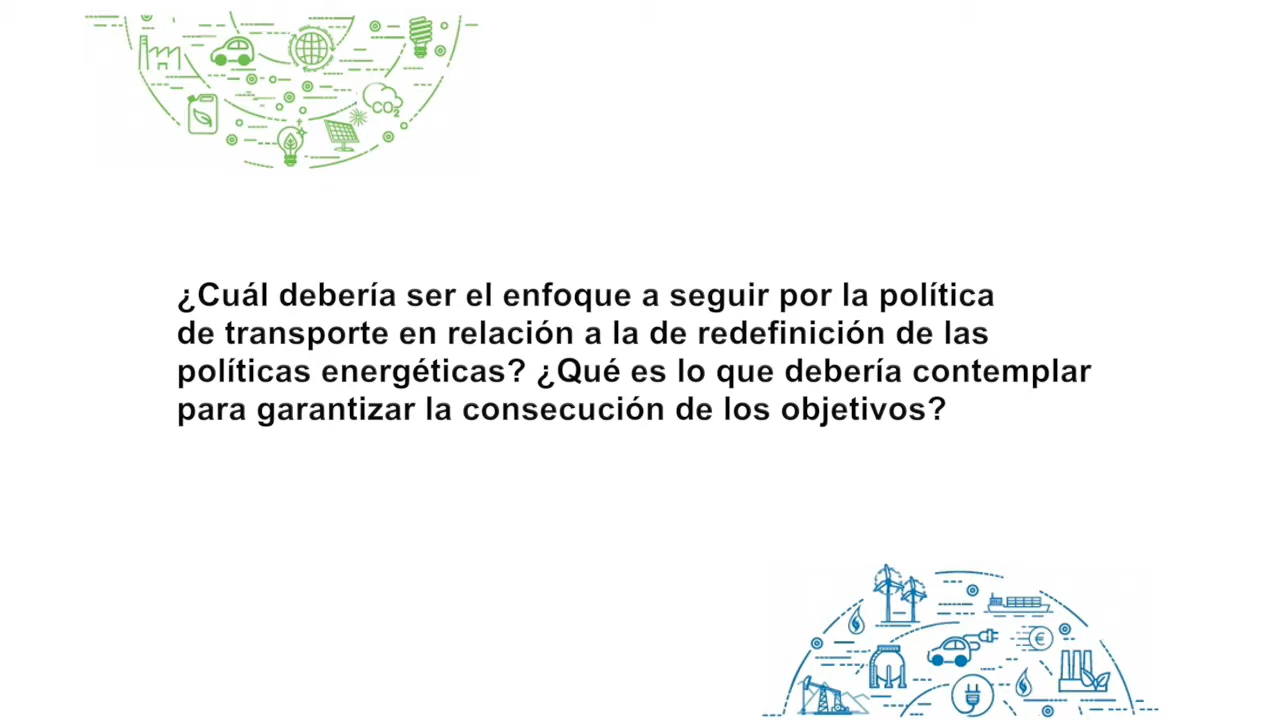 CO2
¿Cuál debería ser el enfoque a seguir por la política
de transporte en relación a la de redefinición de las
políticas energéticas? ¿Qué es lo que debería contemplar
para garantizar la consecución de los objetivos?
€